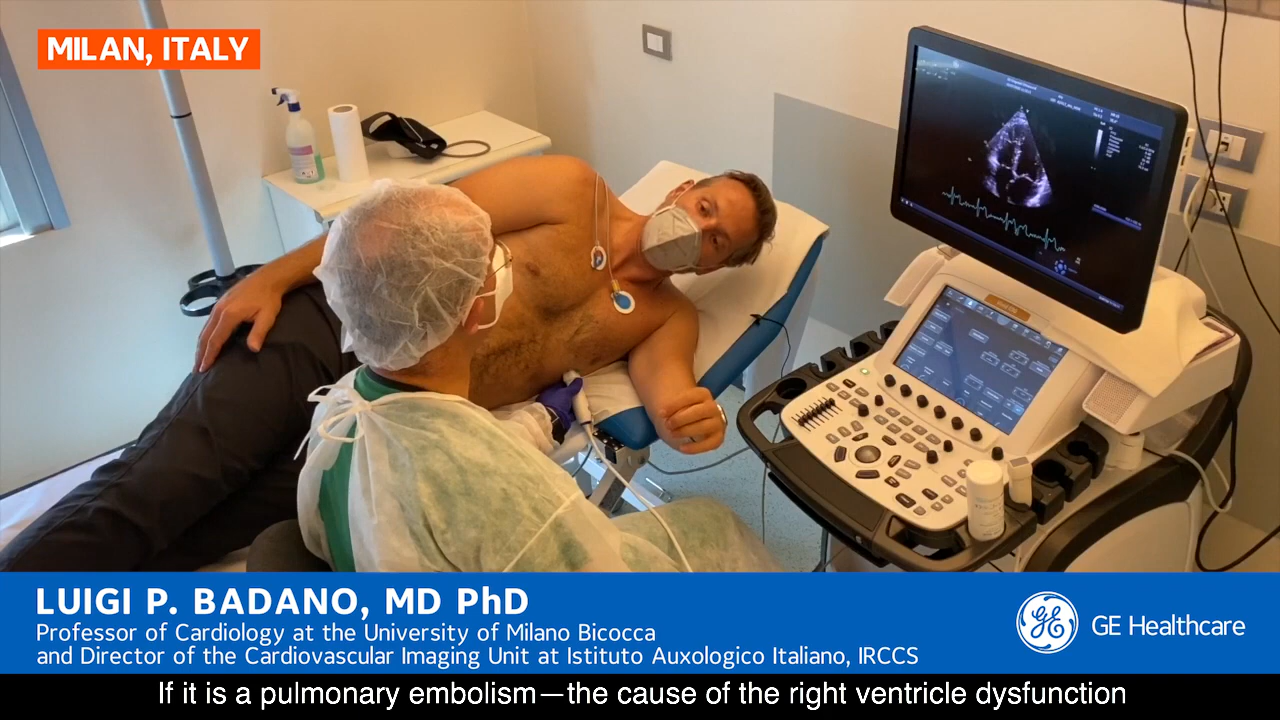 MILAN, ITALY
LUIGI P. BADANO, MD PhD
Professor of Cardiology at the University of Milano Bicocca
and Director of the Cardiovascular Imaging Unit at Istituto Auxologico Italiano, IRCCS
GE Healthcare
If it is a pulmonary embolism—the cause of the right ventricle dysfunction